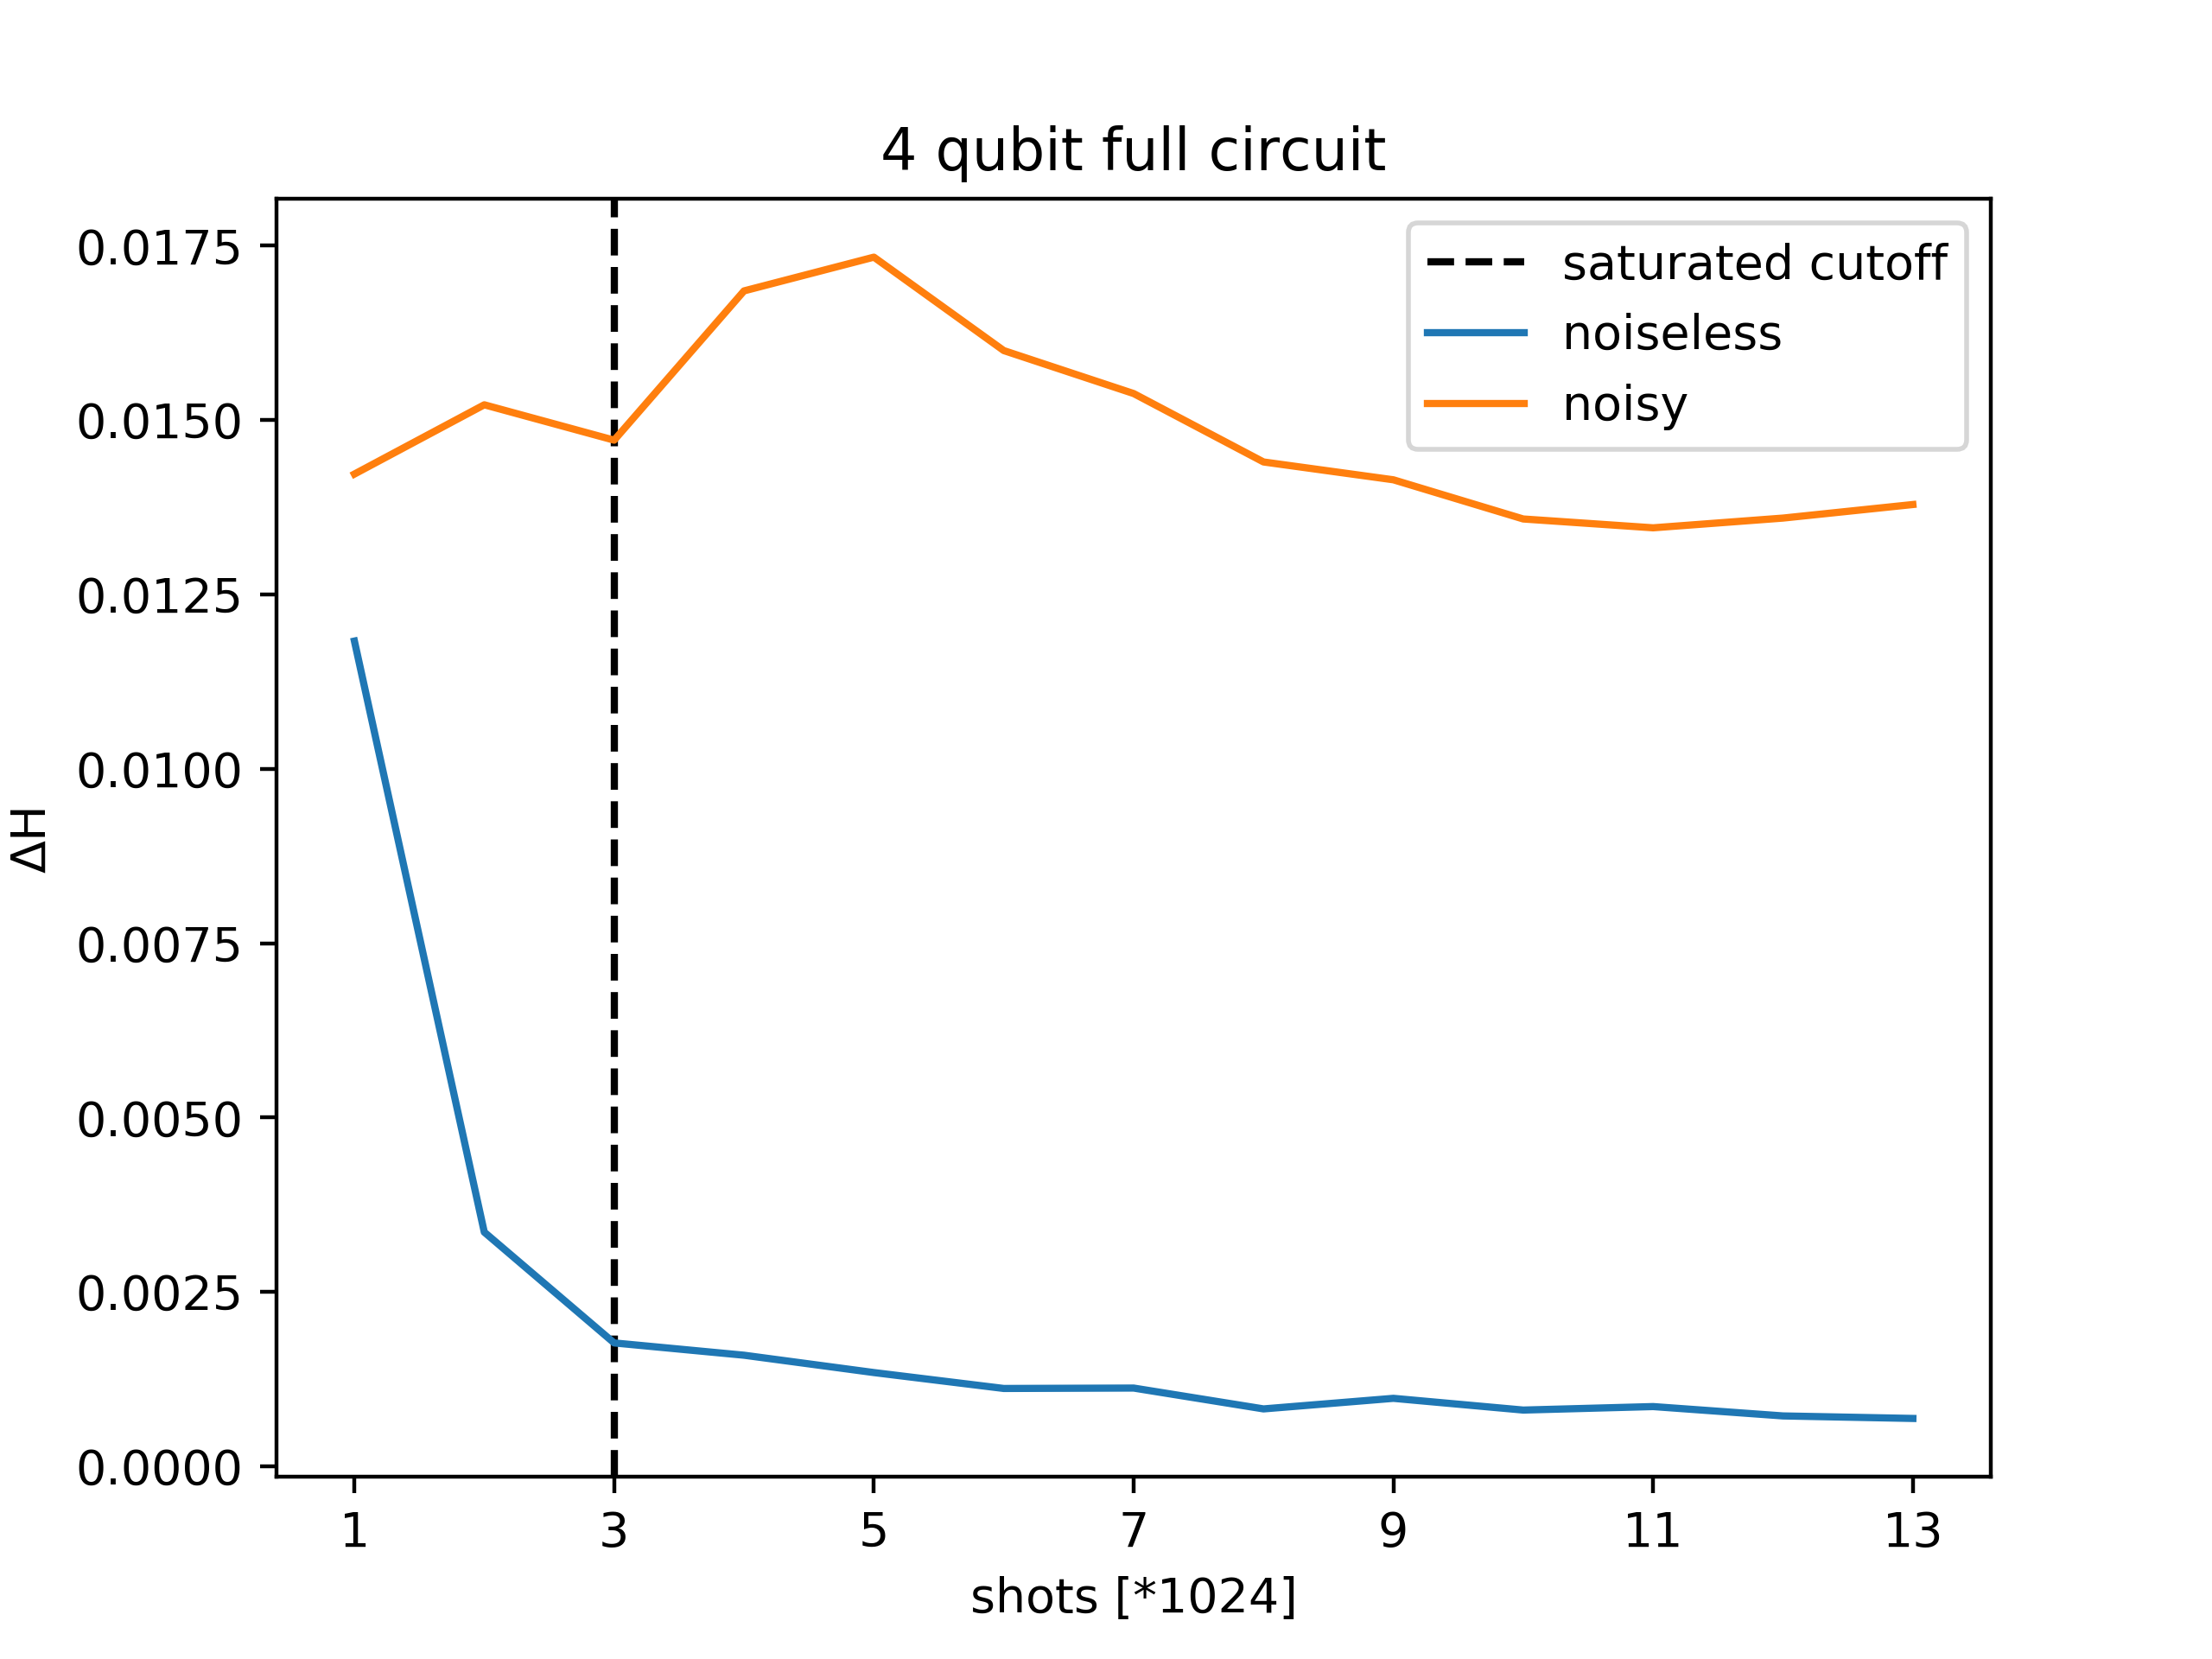 4 qubit full circuit
saturated cutoff
noiseless
noisy
0.0175
0.0150
0.0125
0.0100
0.0075
0.0050
0.0025
0.0000
ΔH
1 3 5 7 9 11 13
shots [*1024]